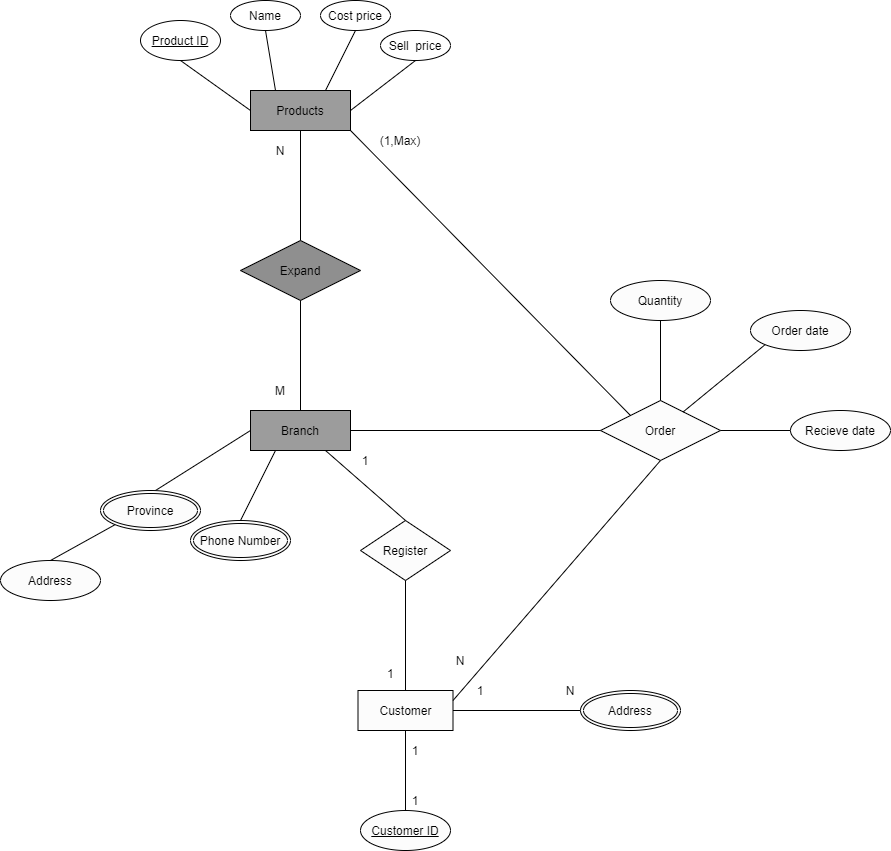 Name
Cost price
Product ID
Sell price
Products
(1,Max)
N
Expand
Quantity
Order date
M
Branch
Order
Recieve date
1
Province
Phone Number
Register
Address
N
1
1
N
Customer
Address
1
1
Customer ID